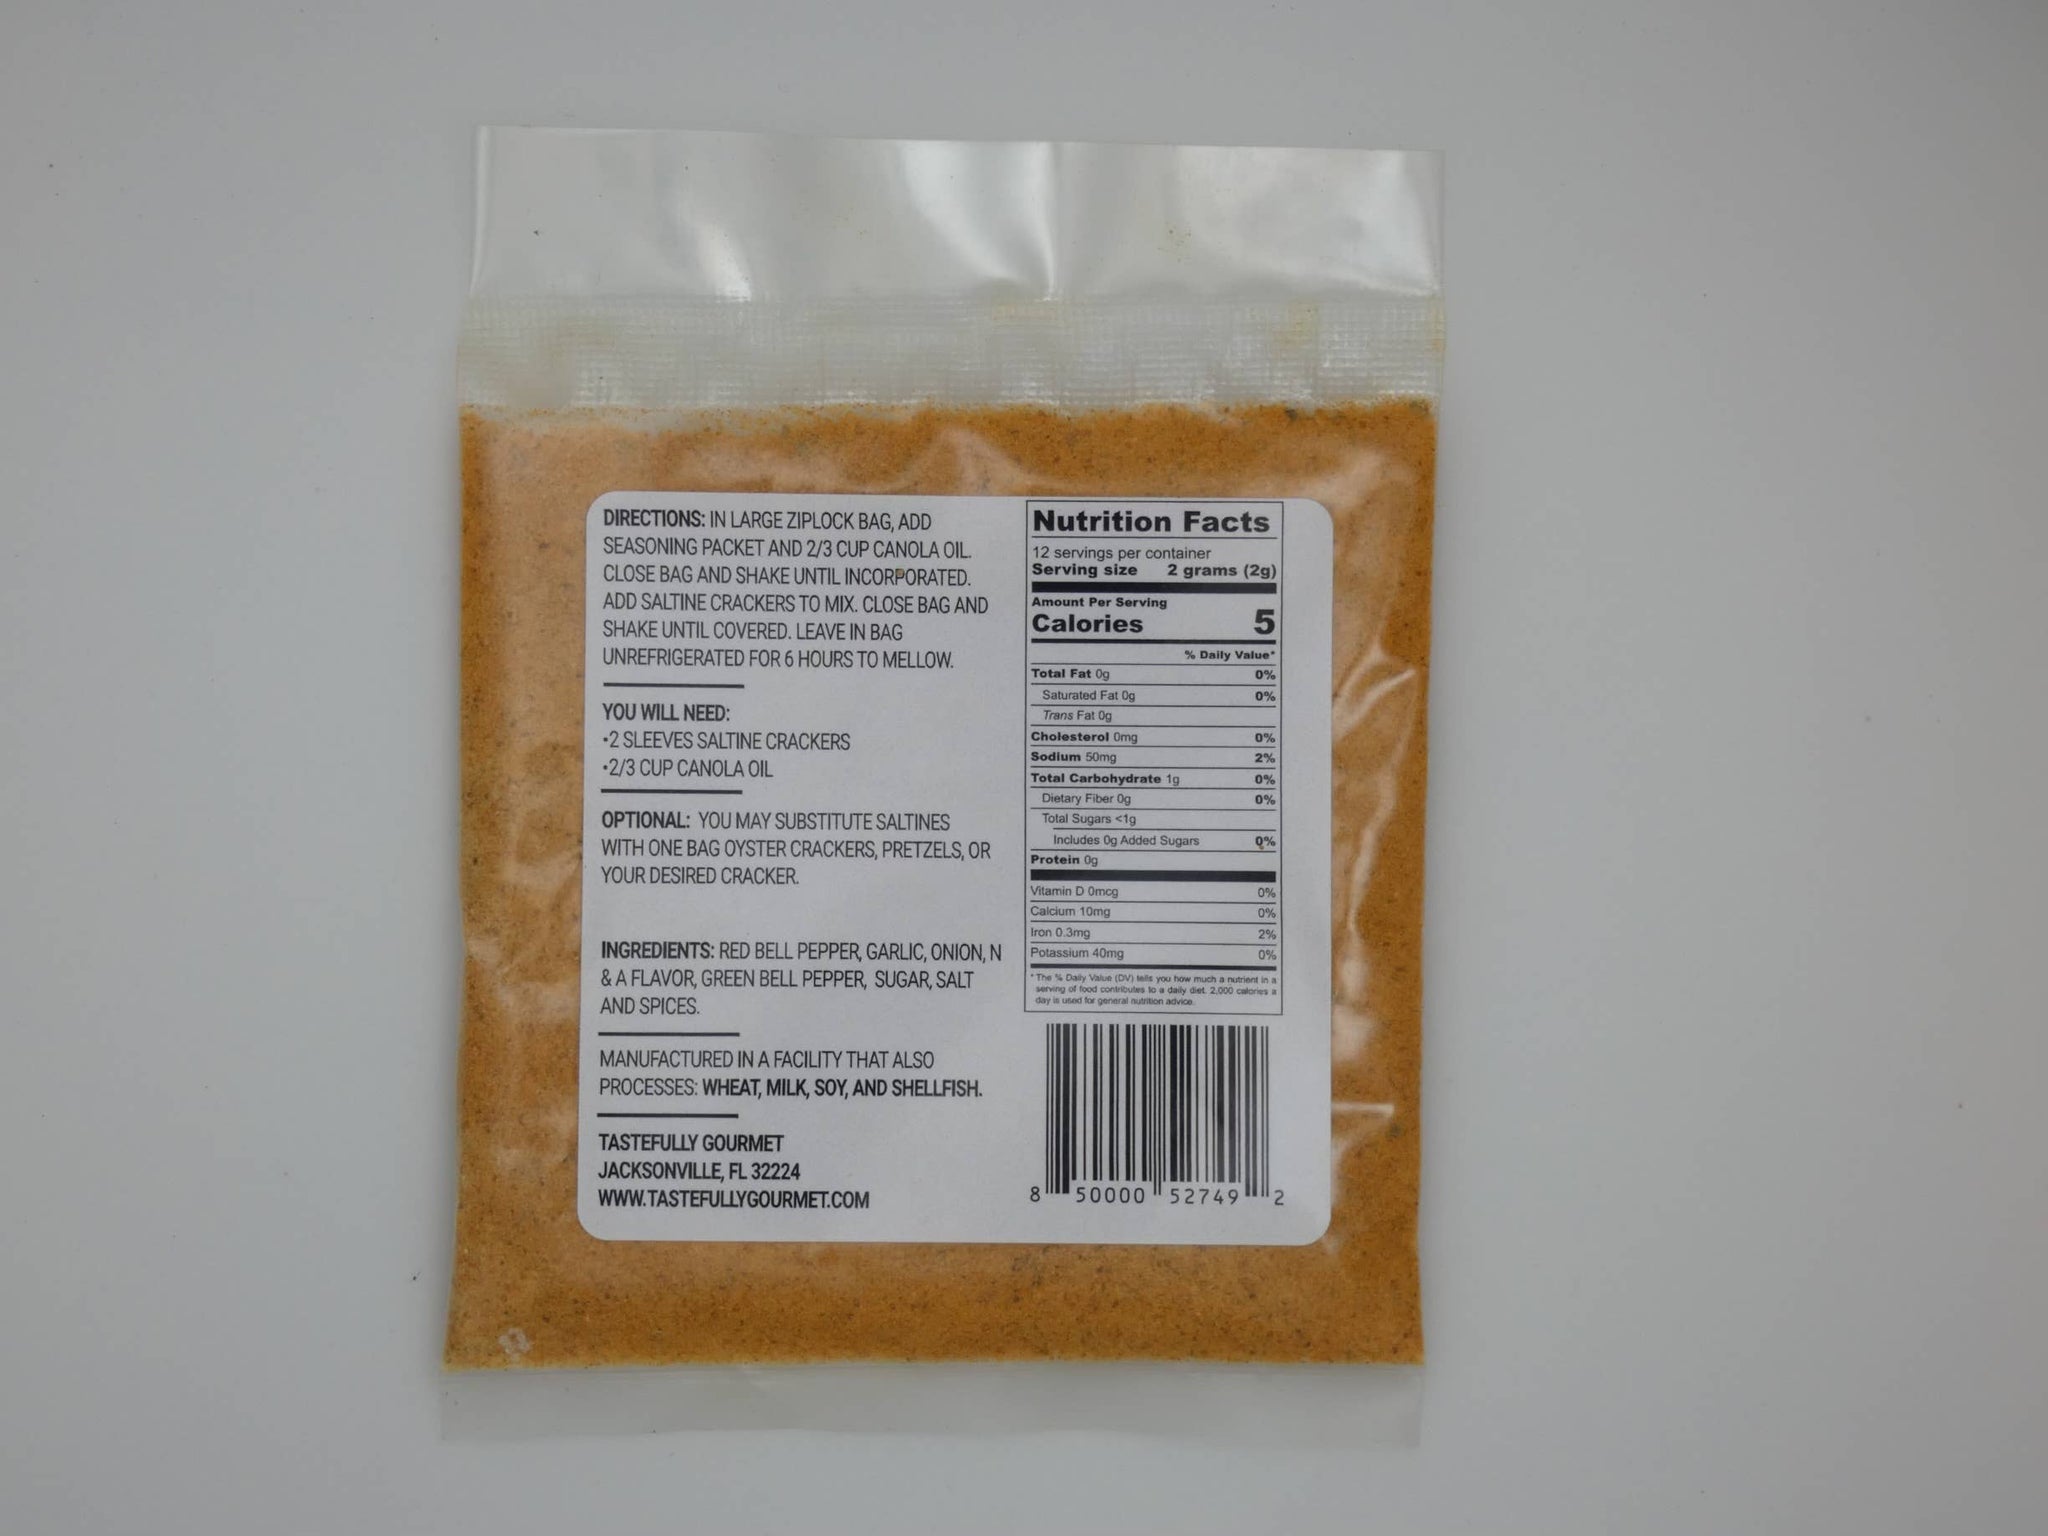 DIRECTIONS: IN LARGE ZIPLOCK BAG, ADD
SEASONING PACKET AND 2/3 CUP CANOLA OIL.
CLOSE BAG AND SHAKE UNTIL INCORPORATED.
ADD SALTINE CRACKERS TO MIX. CLOSE BAG AND
SHAKE UNTIL COVERED. LEAVE IN BAG
UNREFRIGERATED FOR 6 HOURS TO MELLOW.
YOU WILL NEED:
•2 SLEEVES SALTINE CRACKERS
•2/3 CUP CANOLA OIL
OPTIONAL: YOU MAY SUBSTITUTE SALTINES
WITH ONE BAG OYSTER CRACKERS, PRETZELS, OR
YOUR DESIRED CRACKER.
INGREDIENTS: RED BELL PEPPER, GARLIC, ONION, N
& A FLAVOR, GREEN BELL PEPPER, SUGAR, SALT
AND SPICES.
MANUFACTURED IN A FACILITY THAT ALSO
PROCESSES: WHEAT, MILK, SOY, AND SHELLFISH.
TASTEFULLY GOURMET
JACKSONVILLE, FL 32224
WWW.TASTEFULLYGOURMET.COM
Nutrition Facts
12 servings per container
Serving size 2 grams (2g)
Amount Per Serving
Calories 5
% Daily Value*
Total Fat 0g 0%
Saturated Fat 0g 0%
Trans Fat 0g
Cholesterol 0mg 0%
Sodium 50mg 2%
Total Carbohydrate 1g 0%
Dietary Fiber 0g 0%
Total Sugars <1g
Includes 0g Added Sugars 0%
Protein 0g
Vitamin D 0mcg 0%
Calcium 10mg 0%
Iron 0.3mg 2%
Potassium 40mg 0%
*The % Daily Value (DV) tells you how much a nutrient in a
serving of food contributes to a daily diet. 2,000 calories a
day is used for general nutrition advice.
8 50000 52749 2